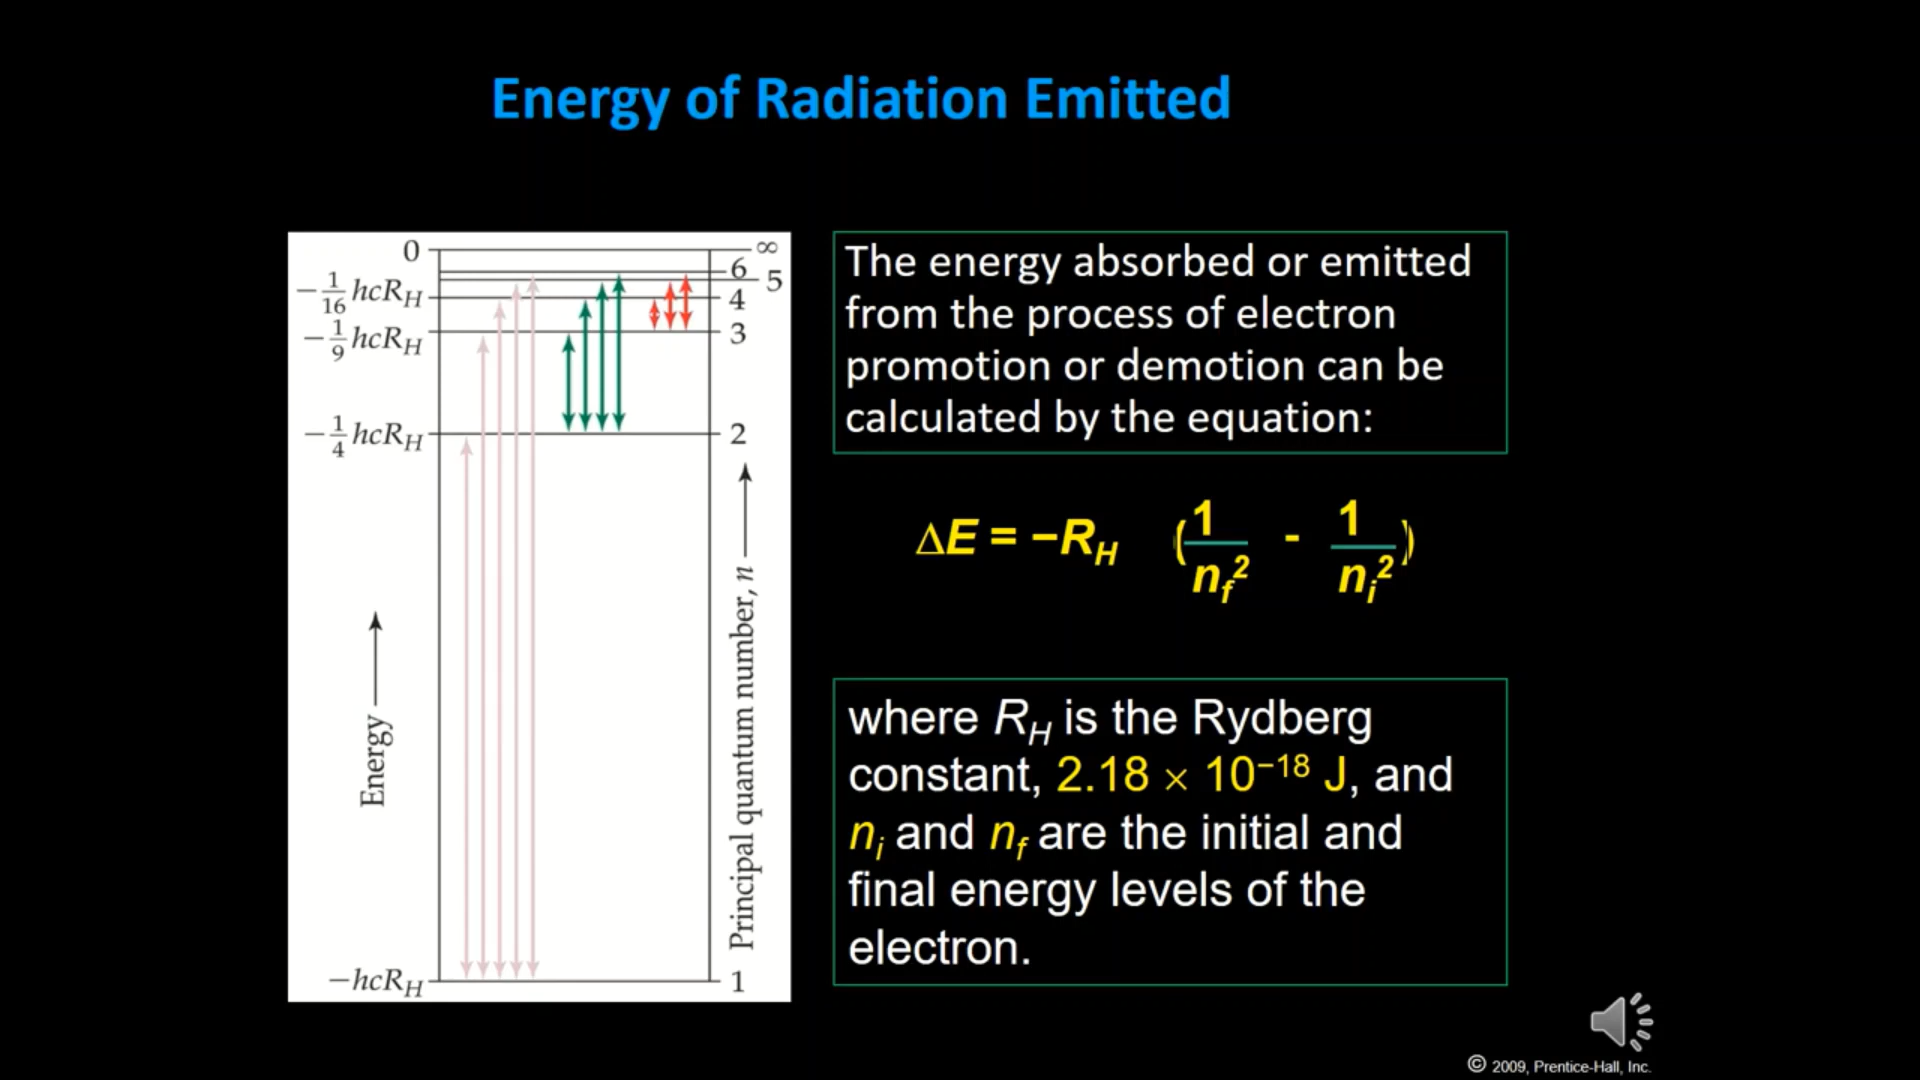 Energy of Radiation Emitted
0
∞
6
5
−1/16 hcR_H
4
−1/9 hcR_H
3
−1/4 hcR_H
2
Energy
Principal quantum number, n
−hcR_H
1
The energy absorbed or emitted
from the process of electron
promotion or demotion can be
calculated by the equation:
ΔE = −R_H (1/n_f² - 1/n_i²)
where R_H is the Rydberg
constant, 2.18 × 10⁻¹⁸ J, and
n_i and n_f are the initial and
final energy levels of the
electron.
© 2009, Prentice-Hall, Inc.